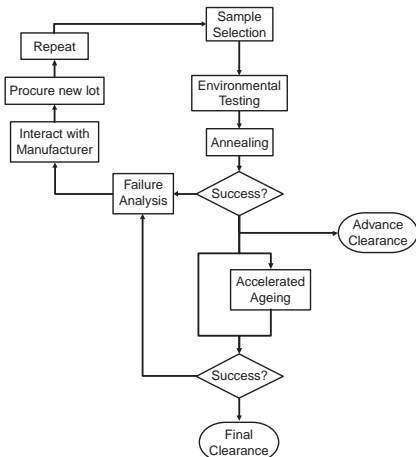 Sample
Selection
Repeat
Environmental
Testing
Procure new lot
Annealing
Interact with
Manufacturer
Failure
Analysis
Success?
Advance
Clearance
Accelerated
Ageing
Success?
Final
Clearance